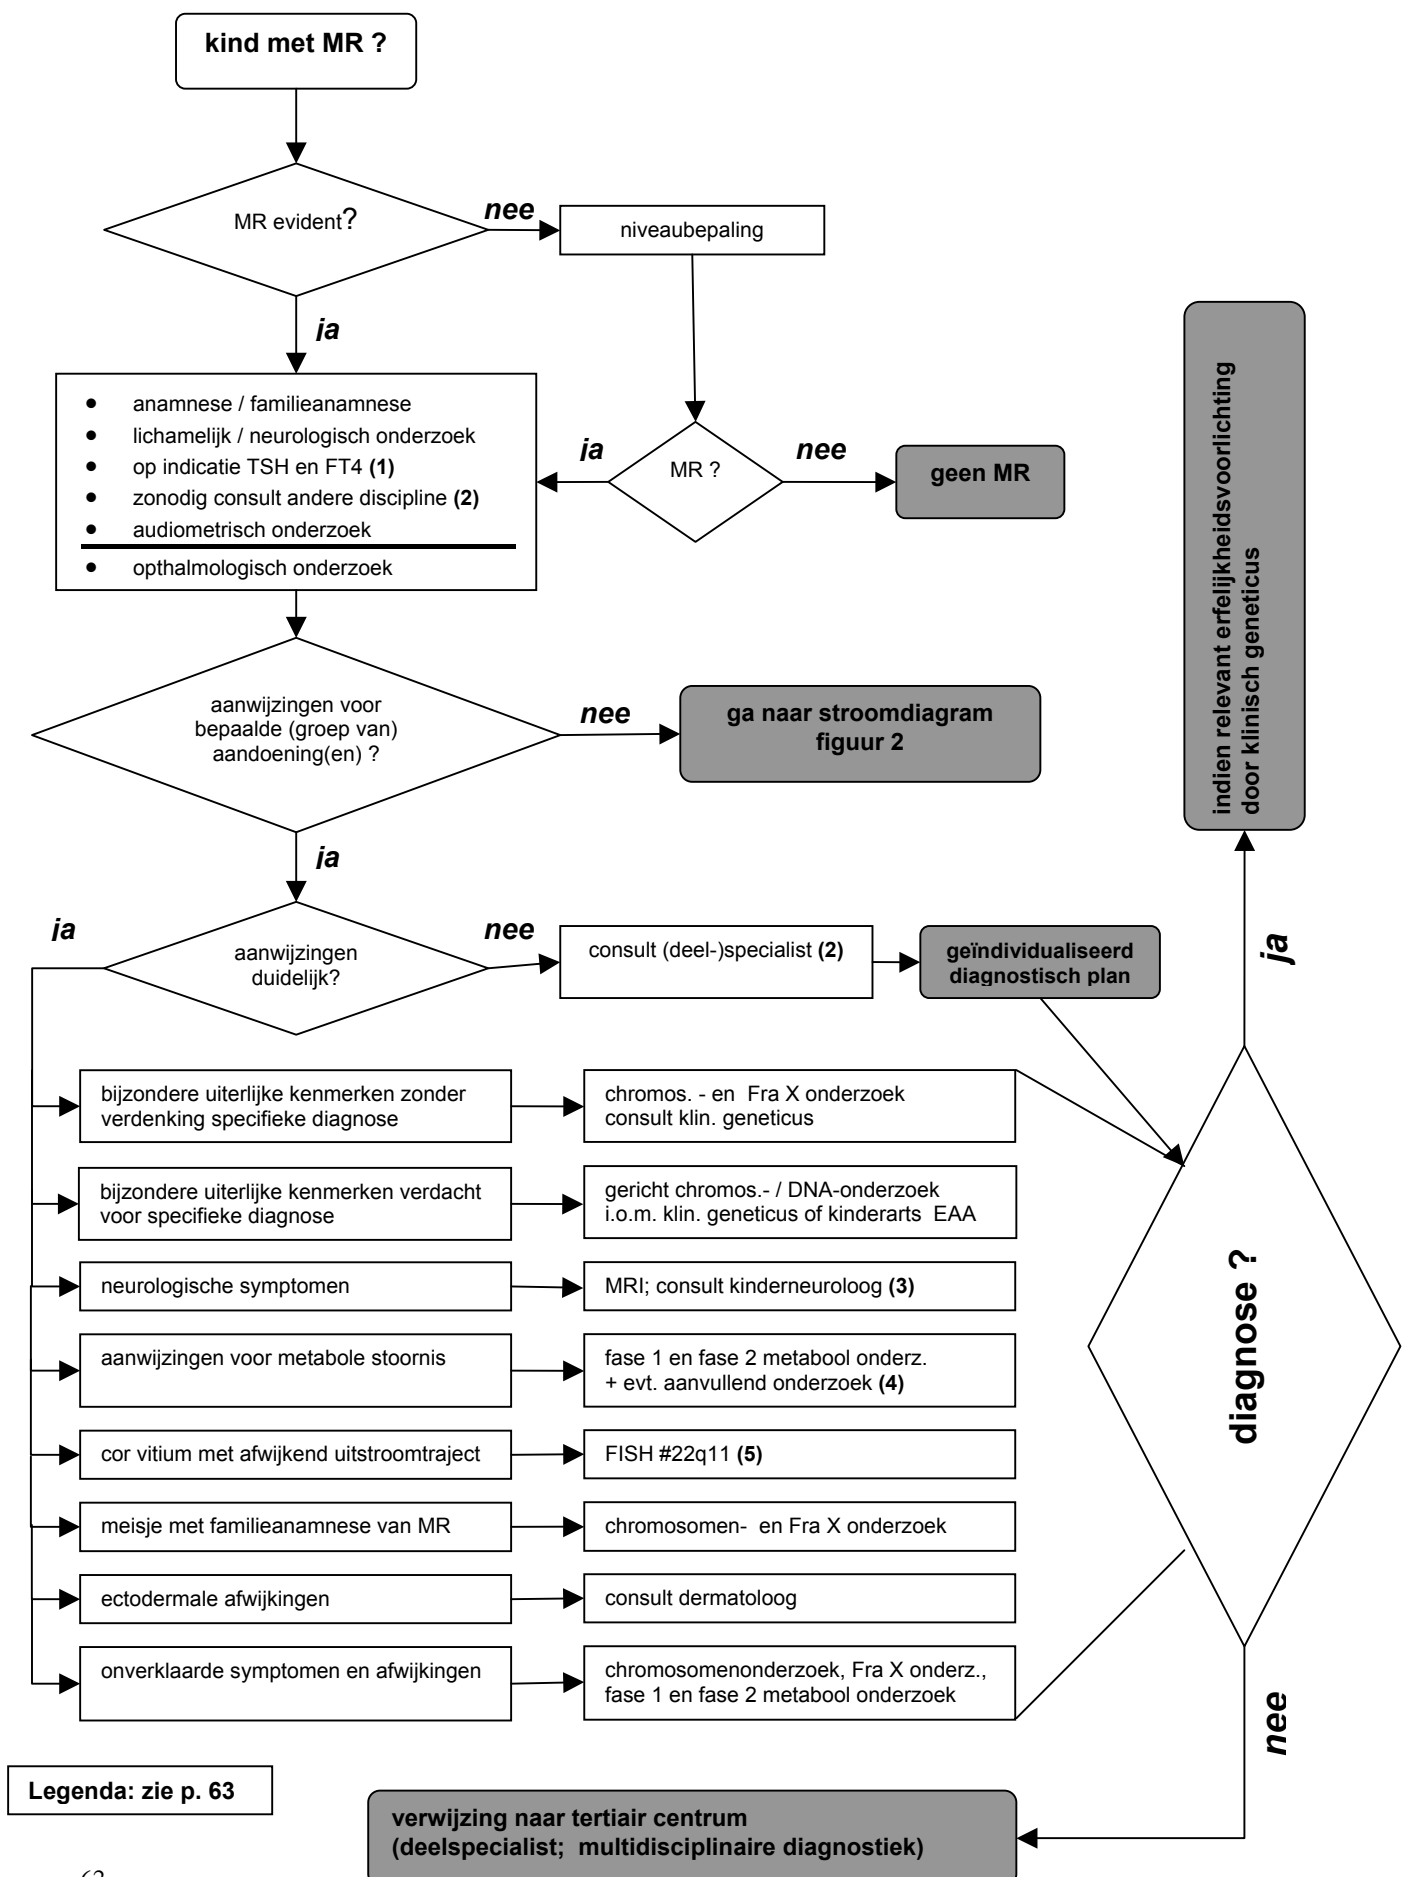 kind met MR ?
MR evident?
nee
niveaubepaling
ja
• anamnese / familieanamnese
• lichamelijk / neurologisch onderzoek
• op indicatie TSH en FT4 (1)
• zonodig consult andere discipline (2)
• audiometrisch onderzoek
• opthalmologisch onderzoek
ja
MR ?
nee
geen MR
aanwijzingen voor
bepaalde (groep van)
aandoening(en) ?
nee
ga naar stroomdiagram
figuur 2
ja
ja
aanwijzingen
duidelijk?
nee
consult (deel-)specialist (2)
geïndividualiseerd
diagnostisch plan
bijzondere uiterlijke kenmerken zonder
verdenking specifieke diagnose
chromos. - en Fra X onderzoek
consult klin. geneticus
bijzondere uiterlijke kenmerken verdacht
voor specifieke diagnose
gericht chromos.- / DNA-onderzoek
i.o.m. klin. geneticus of kinderarts EAA
neurologische symptomen
MRI; consult kinderneuroloog (3)
aanwijzingen voor metabole stoornis
fase 1 en fase 2 metabool onderz.
+ evt. aanvullend onderzoek (4)
cor vitium met afwijkend uitstroomtraject
FISH #22q11 (5)
meisje met familieanamnese van MR
chromosomen- en Fra X onderzoek
ectodermale afwijkingen
consult dermatoloog
onverklaarde symptomen en afwijkingen
chromosomenonderzoek, Fra X onderz.,
fase 1 en fase 2 metabool onderzoek
diagnose ?
ja
indien relevant erfelijkheidsvoorlichting
door klinisch geneticus
nee
verwijzing naar tertiair centrum
(deelspecialist; multidisciplinaire diagnostiek)
Legenda: zie p. 63